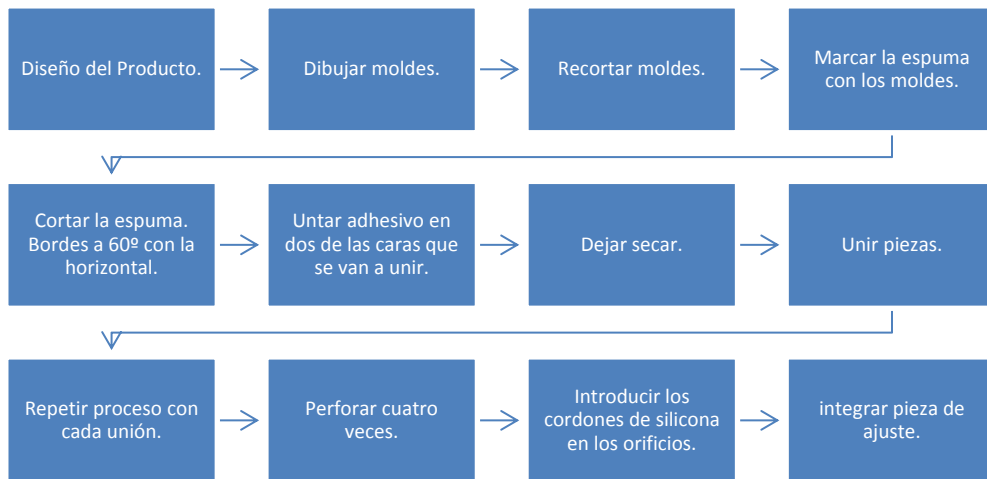 Diseño del Producto.
Dibujar moldes.
Recortar moldes.
Marcar la espuma
con los moldes.
Cortar la espuma.
Bordes a 60º con la
horizontal.
Untar adhesivo en
dos de las caras que
se van a unir.
Dejar secar.
Unir piezas.
Repetir proceso con
cada unión.
Perforar cuatro
veces.
Introducir los
cordones de silicona
en los orificios.
integrar pieza de
ajuste.